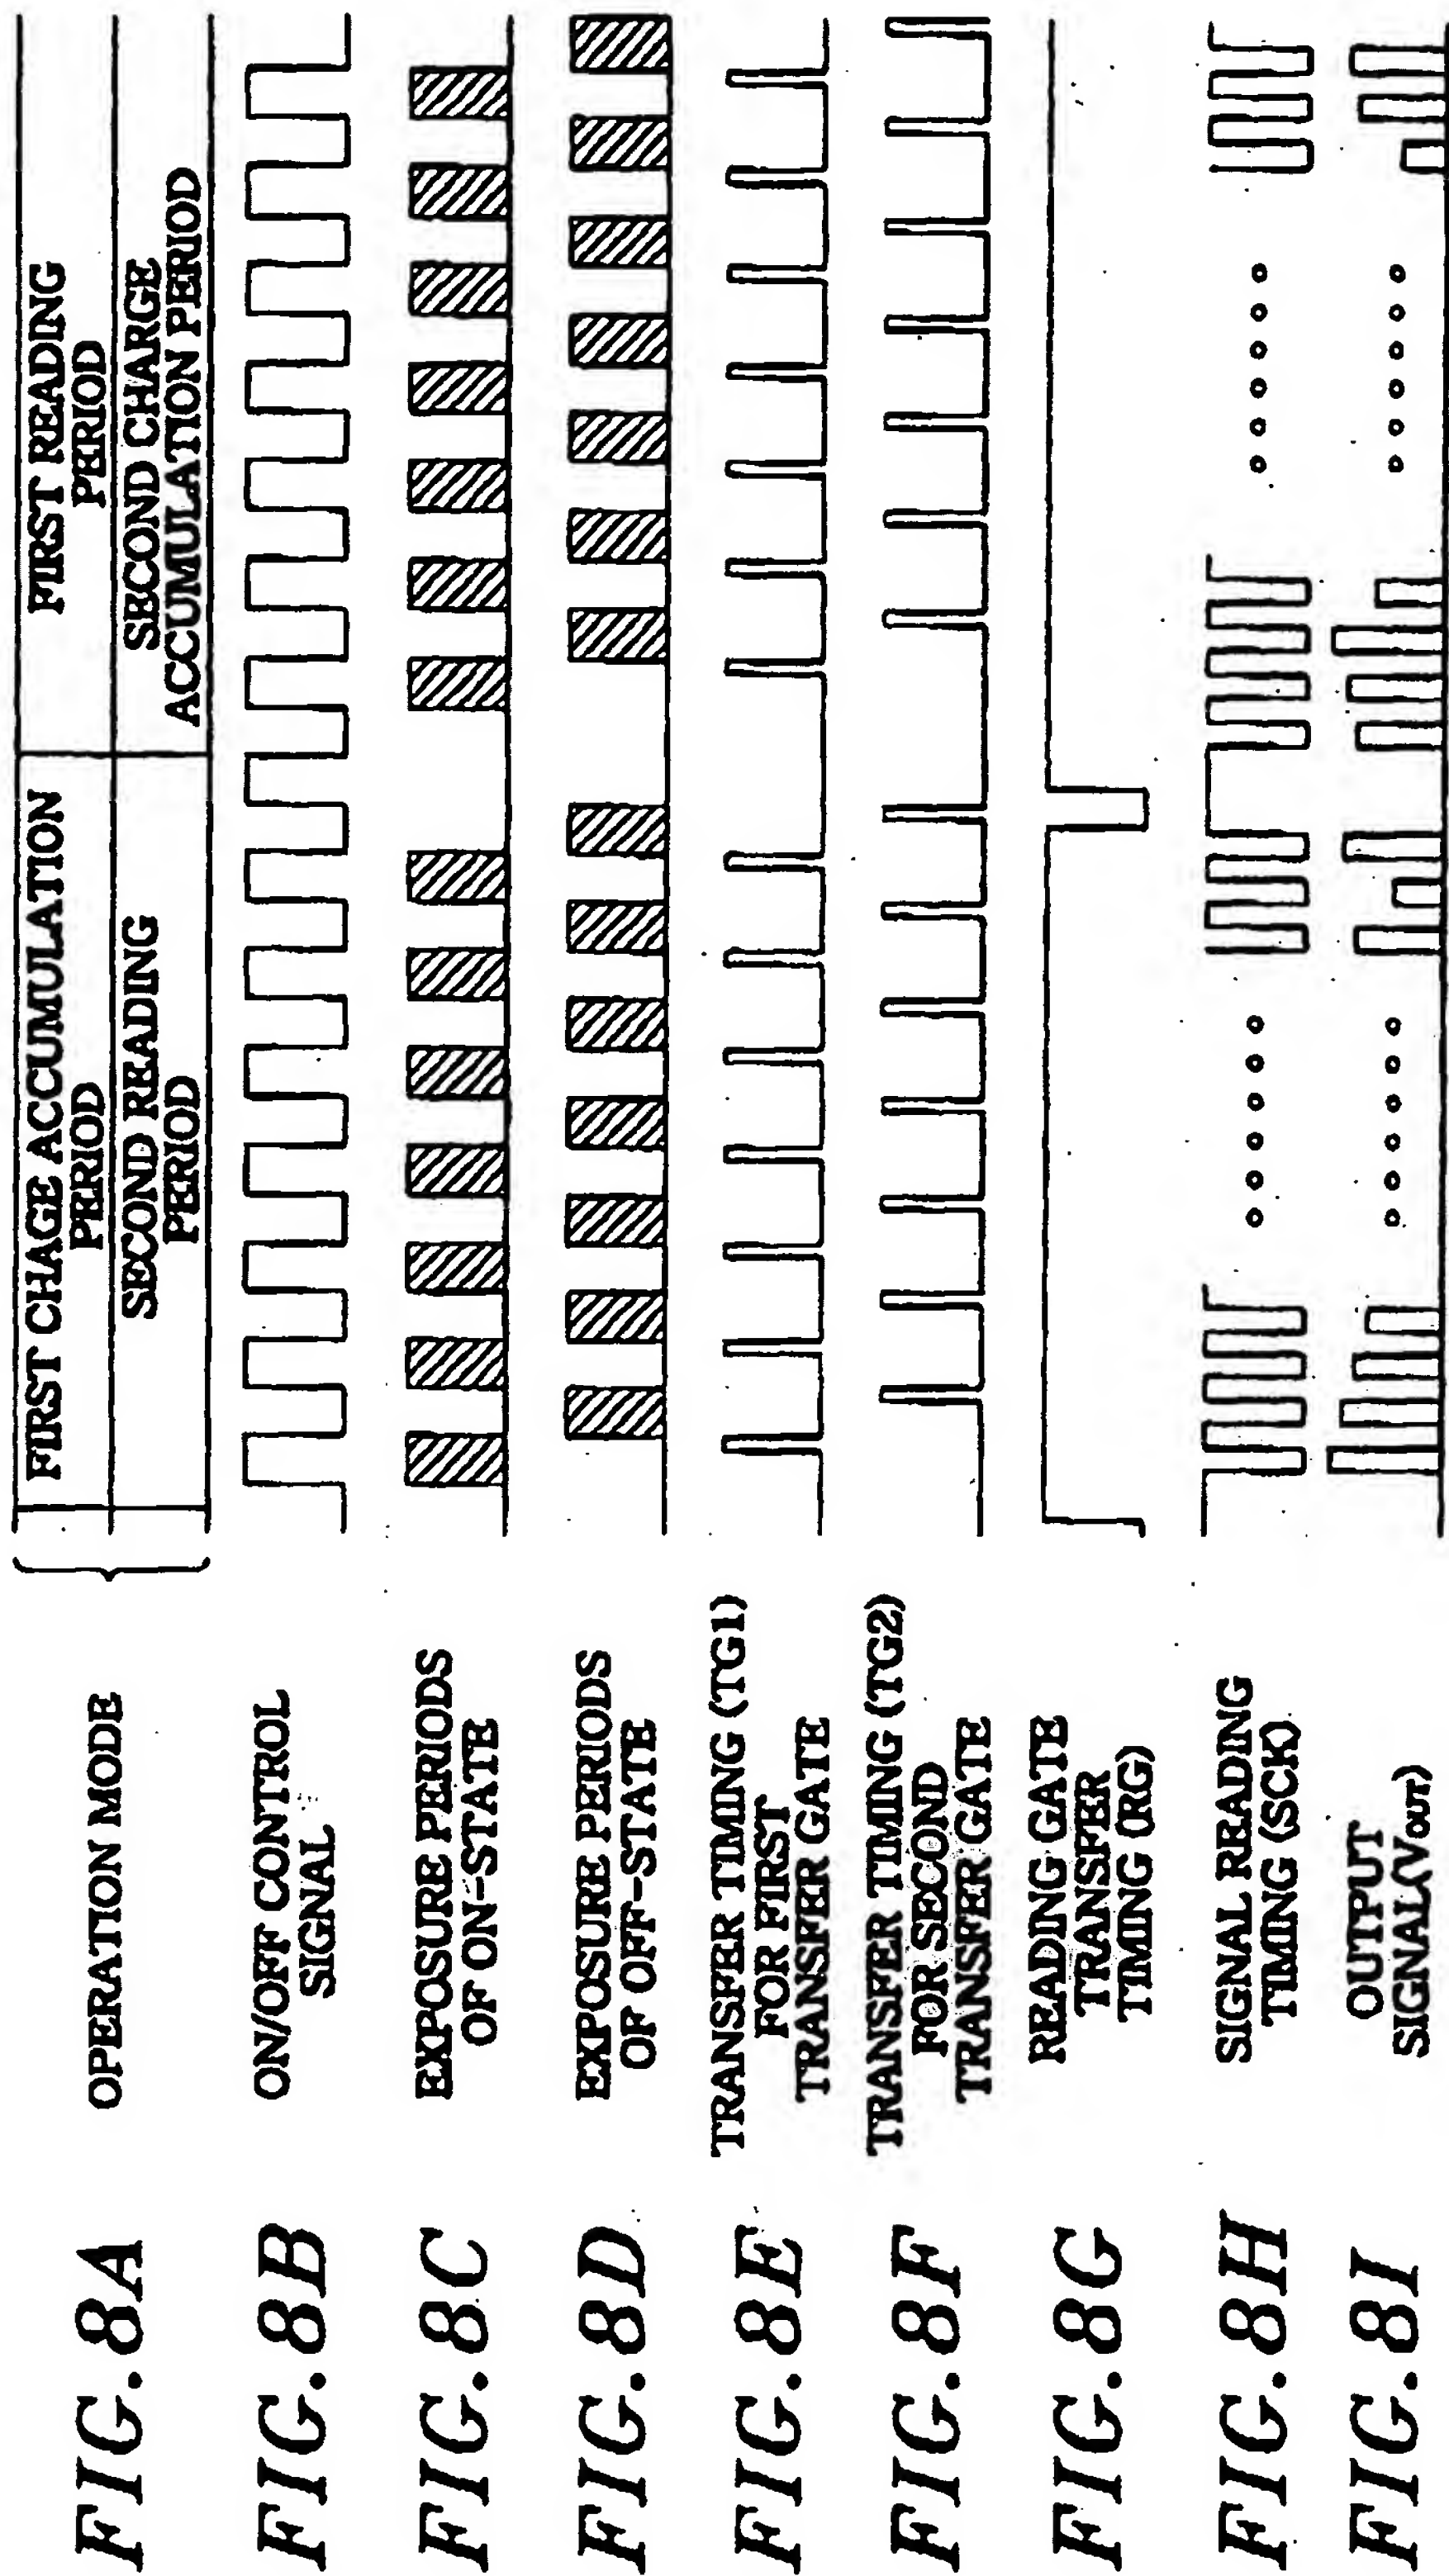 FIG. 8A
OPERATION MODE
FIRST CHAGE ACCUMULATION
PERIOD
FIRST READING
PERIOD
SECOND READING
PERIOD
SECOND CHARGE
ACCUMULATION PERIOD
FIG. 8B
ON/OFF CONTROL
SIGNAL
FIG. 8C
EXPOSURE PERIODS
OF ON-STATE
FIG. 8D
EXPOSURE PERIODS
OF OFF-STATE
FIG. 8E
TRANSFER TIMING (TG1)
FOR FIRST
TRANSFER GATE
FIG. 8F
TRANSFER TIMING (TG2)
FOR SECOND
TRANSFER GATE
FIG. 8G
READING GATE
TRANSFER
TIMING (RG)
FIG. 8H
SIGNAL READING
TIMING (SCK)
FIG. 8I
OUTPUT
SIGNAL(VOUT)